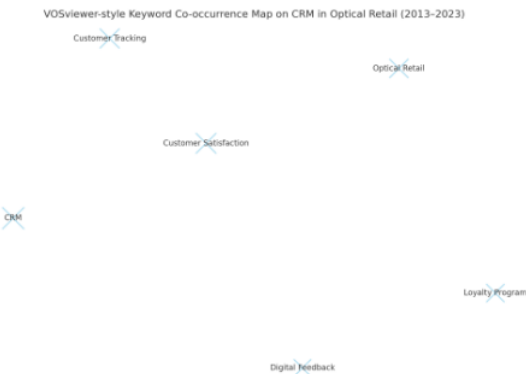 VOSviewer-style Keyword Co-occurrence Map on CRM in Optical Retail (2013–2023)
Customer Tracking
Optical Retail
Customer Satisfaction
CRM
Loyalty Program
Digital Feedback